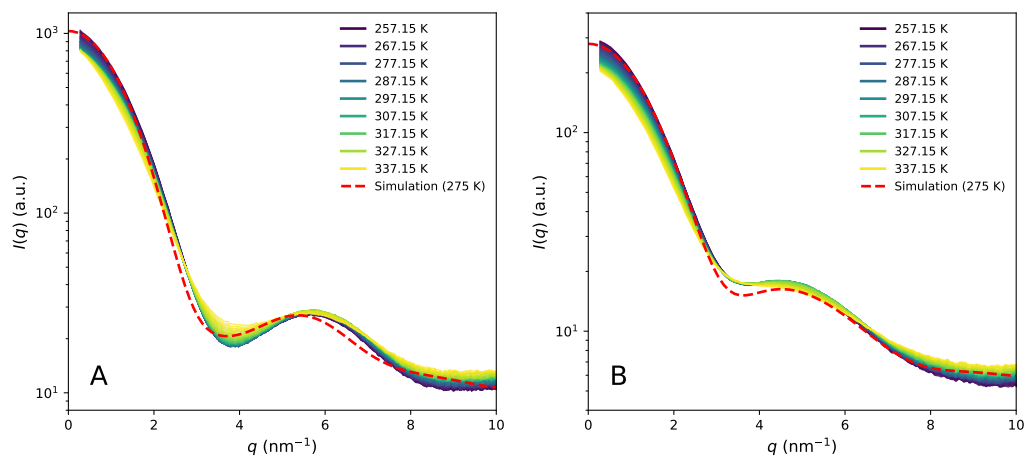 10³
10²
10¹
I(q) (a.u.)
0 2 4 6 8 10
q (nm⁻¹)
A
257.15 K
267.15 K
277.15 K
287.15 K
297.15 K
307.15 K
317.15 K
327.15 K
337.15 K
Simulation (275 K)
10²
10¹
I(q) (a.u.)
0 2 4 6 8 10
q (nm⁻¹)
B
257.15 K
267.15 K
277.15 K
287.15 K
297.15 K
307.15 K
317.15 K
327.15 K
337.15 K
Simulation (275 K)